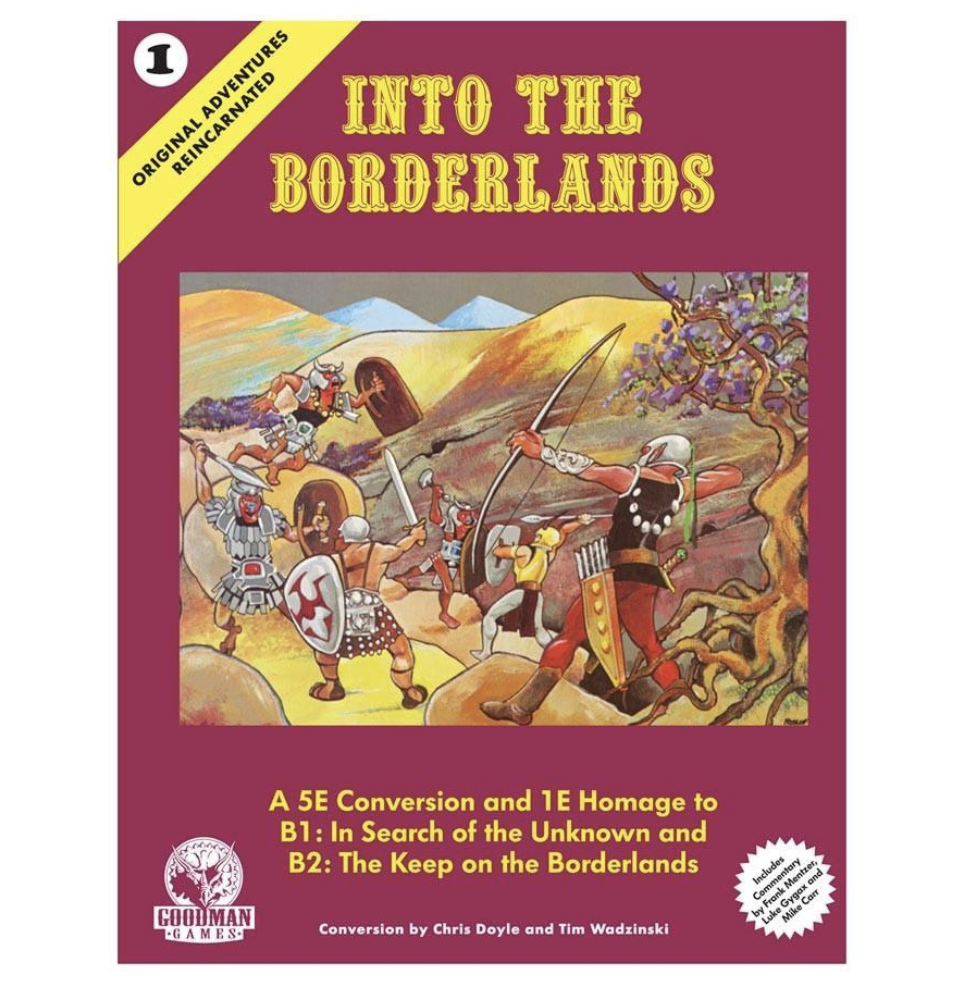 1
ORIGINAL ADVENTURES
REINCARNATED
INTO THE
BORDERLANDS
A 5E Conversion and 1E Homage to
B1: In Search of the Unknown and
B2: The Keep on the Borderlands
GOODMAN
•GAMES•
Conversion by Chris Doyle and Tim Wadzinski
Includes
Commentary
by Frank Mentzer,
Luke Gygax and
Mike Carr